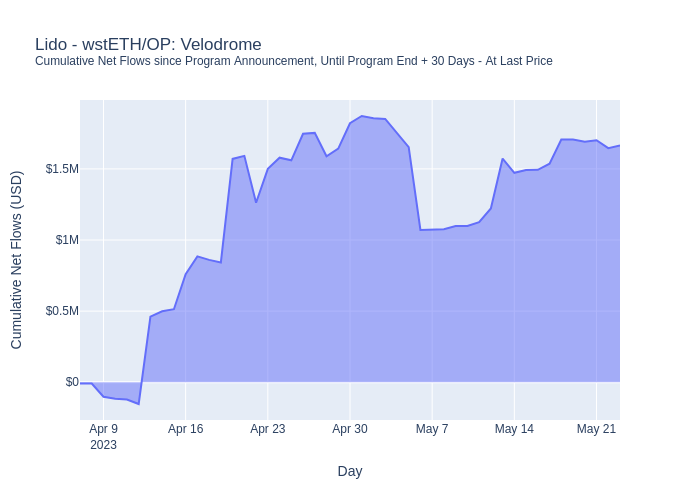 Lido - wstETH/OP: Velodrome
Cumulative Net Flows since Program Announcement, Until Program End + 30 Days - At Last Price
Cumulative Net Flows (USD)
$1.5M
$1M
$0.5M
$0
Apr 9 Apr 16 Apr 23 Apr 30 May 7 May 14 May 21
2023
Day